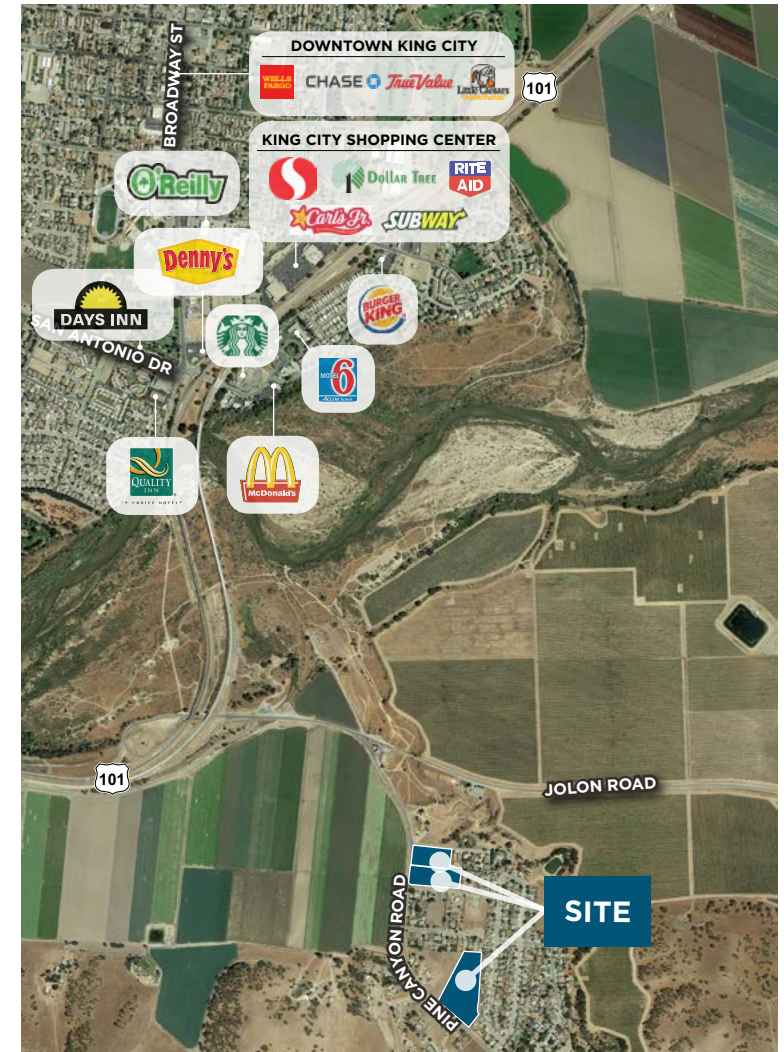 BROADWAY ST
DOWNTOWN KING CITY
WELLS
FARGO
CHASE
True Value
Little Caesars
101
KING CITY SHOPPING CENTER
DOLLAR TREE
RITE
AID
Carl's Jr.
SUBWAY
O'Reilly
Denny's
DAYS INN
SAN ANTONIO DR
BURGER
KING
MOTEL 6
QUALITY
INN
McDonald's
101
JOLON ROAD
SITE
PINE CANYON ROAD